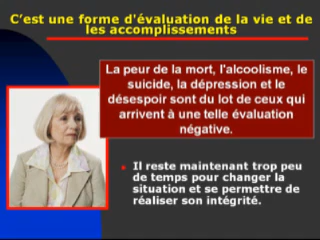 C’est une forme d'évaluation de la vie et de
les accomplissements
La peur de la mort, l'alcoolisme, le
suicide, la dépression et le
désespoir sont du lot de ceux qui
arrivent à une telle évaluation
négative.
Il reste maintenant trop peu
de temps pour changer la
situation et se permettre de
réaliser son intégrité.